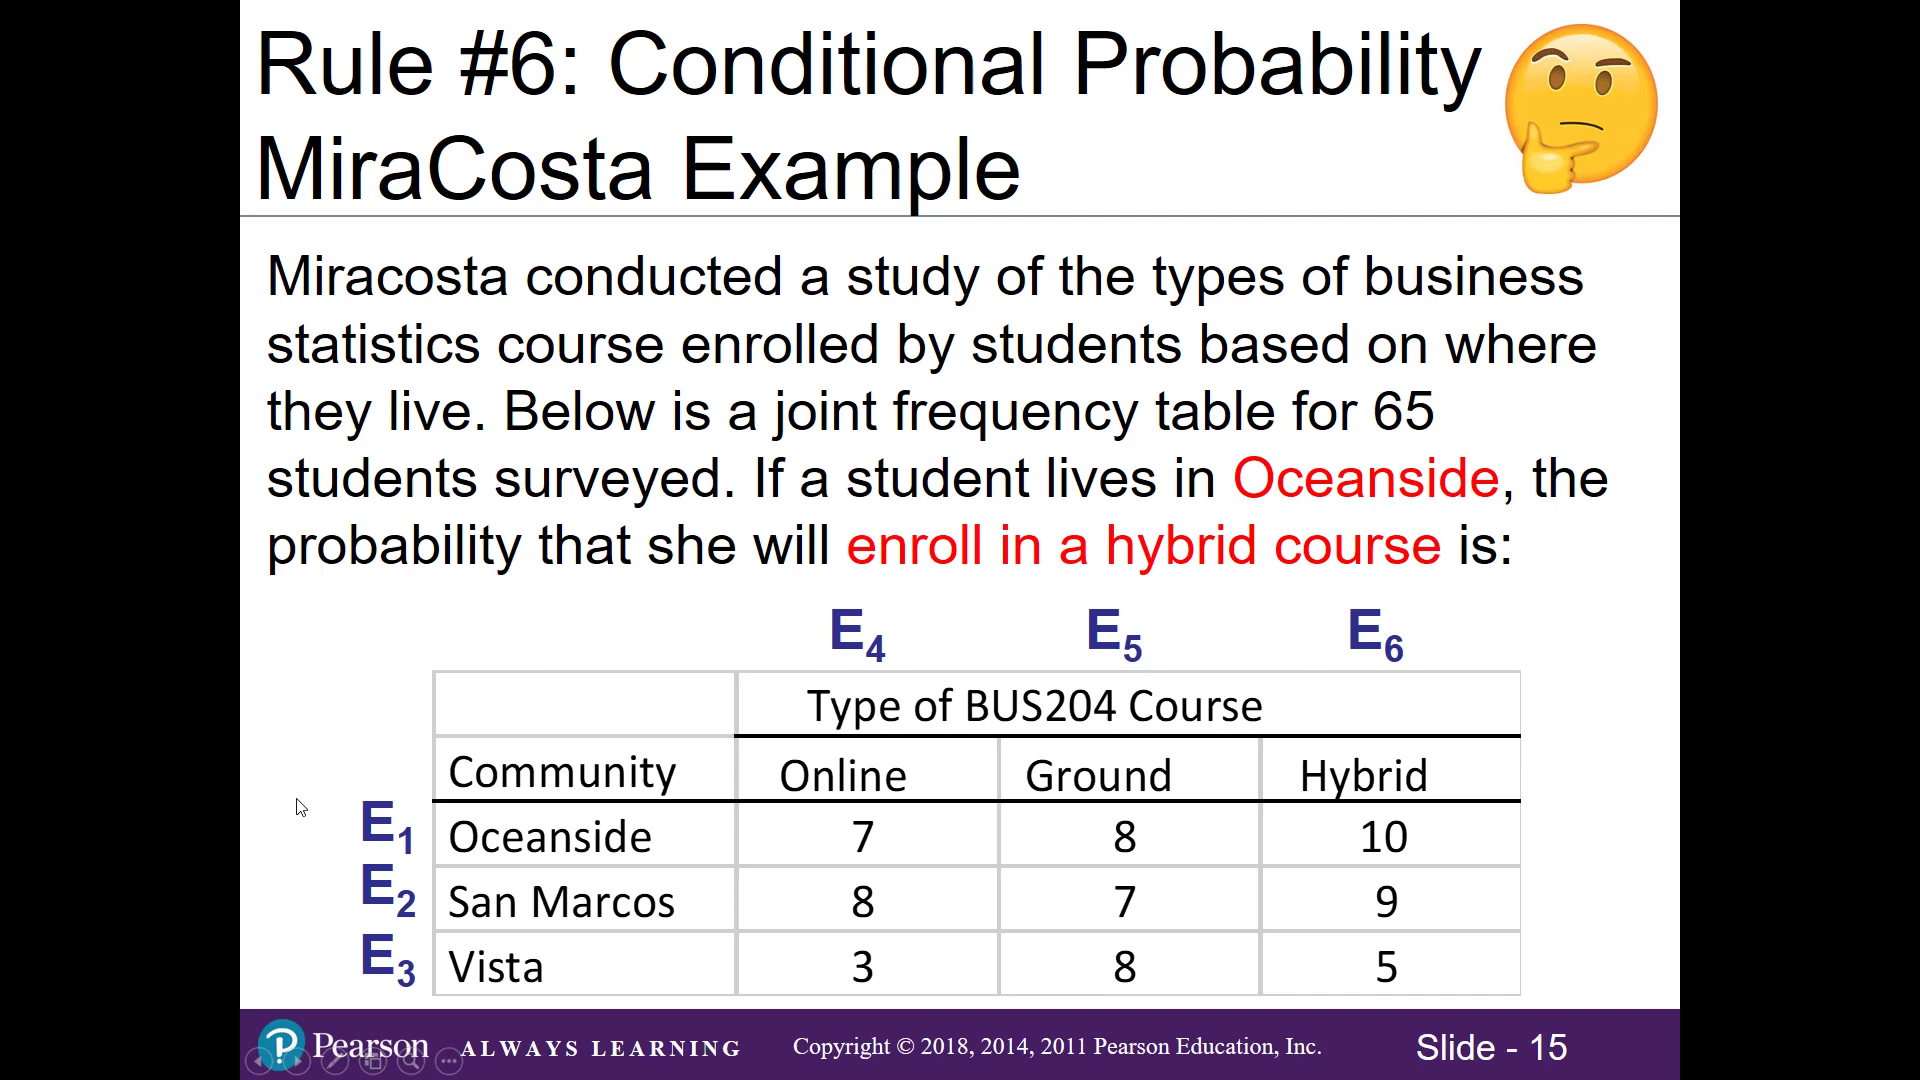 Rule #6: Conditional Probability
MiraCosta Example
Miracosta conducted a study of the types of business
statistics course enrolled by students based on where
they live. Below is a joint frequency table for 65
students surveyed. If a student lives in Oceanside, the
probability that she will enroll in a hybrid course is:
E4 E5 E6
Type of BUS204 Course
Community Online Ground Hybrid
E1 Oceanside 7 8 10
E2 San Marcos 8 7 9
E3 Vista 3 8 5
Pearson ALWAYS LEARNING Copyright © 2018, 2014, 2011 Pearson Education, Inc. Slide - 15